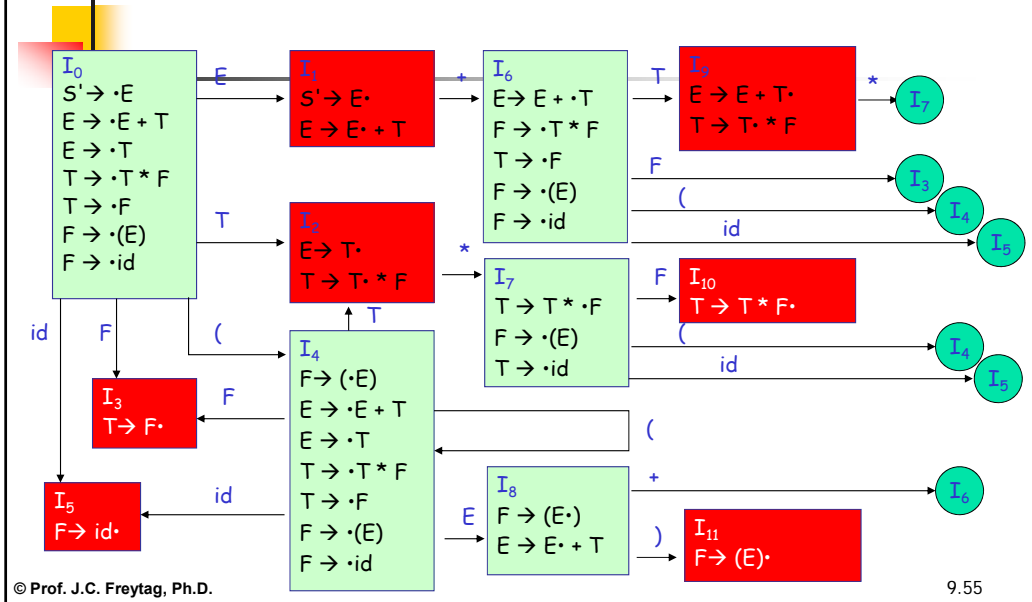 I₀
S' → ·E
E → ·E + T
E → ·T
T → ·T * F
T → ·F
F → ·(E)
F → ·id
E
I₁
S' → E·
E → E· + T
+
I₆
E → E + ·T
F → ·T * F
T → ·F
F → ·(E)
F → ·id
T
I₉
E → E + T·
T → T· * F
*
I₇
F
I₃
(
I₄
id
I₅
T
I₂
E → T·
T → T· * F
*
I₇
T → T * ·F
F → ·(E)
T → ·id
F
I₁₀
T → T * F·
(
I₄
id
I₅
id
F
(
T
I₄
F → (·E)
E → ·E + T
E → ·T
T → ·T * F
T → ·F
F → ·(E)
F → ·id
(
I₃
T → F·
F
I₅
F → id·
id
E
I₈
F → (E·)
E → E· + T
+
I₆
)
I₁₁
F → (E)·
© Prof. J.C. Freytag, Ph.D.
9.55